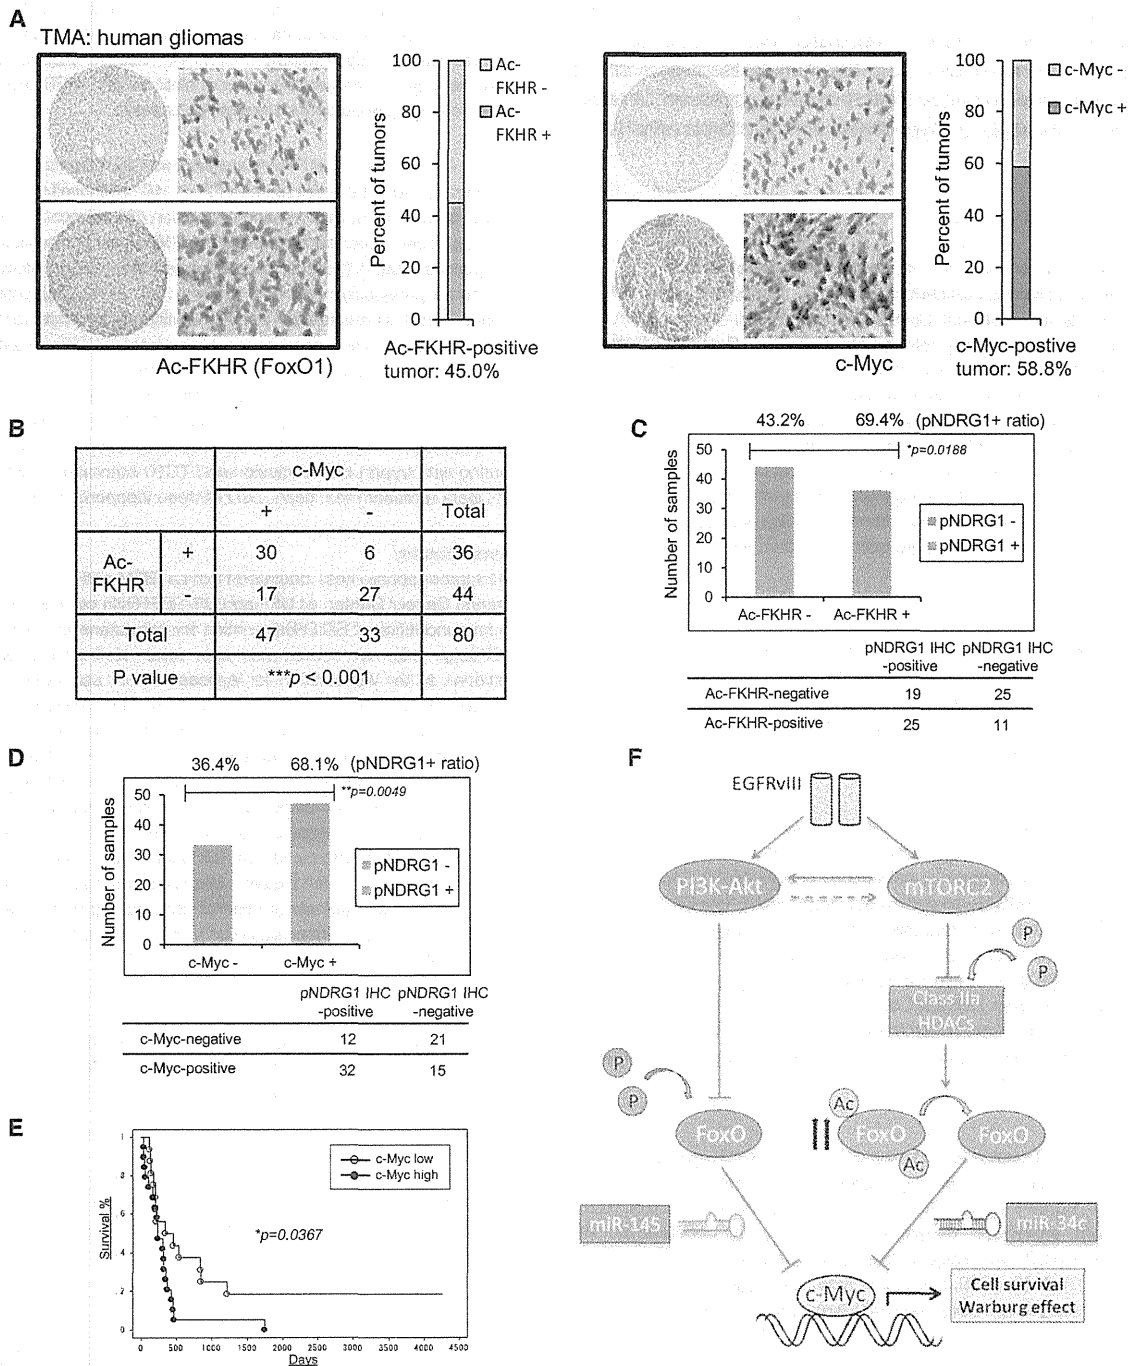 A
TMA: human gliomas
100
80
60
40
20
0
Percent of tumors
Ac-
FKHR -
Ac-
FKHR +
Ac-FKHR (FoxO1)
Ac-FKHR-positive
tumor: 45.0%
100
80
60
40
20
0
Percent of tumors
c-Myc -
c-Myc +
c-Myc
c-Myc-postive
tumor: 58.8%
B
c-Myc
+ - Total
Ac-
FKHR
+ 30 6 36
- 17 27 44
Total 47 33 80
P value ***p < 0.001
C
43.2% 69.4% (pNDRG1+ ratio)
*p=0.0188
50
40
30
20
10
0
Number of samples
pNDRG1 -
pNDRG1 +
Ac-FKHR - Ac-FKHR +
pNDRG1 IHC pNDRG1 IHC
-positive -negative
Ac-FKHR-negative 19 25
Ac-FKHR-positive 25 11
D
36.4% 68.1% (pNDRG1+ ratio)
**p=0.0049
50
40
30
20
10
0
Number of samples
pNDRG1 -
pNDRG1 +
c-Myc - c-Myc +
pNDRG1 IHC pNDRG1 IHC
-positive -negative
c-Myc-negative 12 21
c-Myc-positive 32 15
E
1
.8
.6
.4
.2
0
Survival %
c-Myc low
c-Myc high
*p=0.0367
0 500 1000 1500 2000 2500 3000 3500 4000 4500
Days
F
EGFRvIII
PI3K-Akt
mTORC2
P
P
Class IIa
HDACs
P
P
FoxO
Ac
FoxO
Ac
FoxO
miR-145
miR-34c
c-Myc
Cell survival
Warburg effect